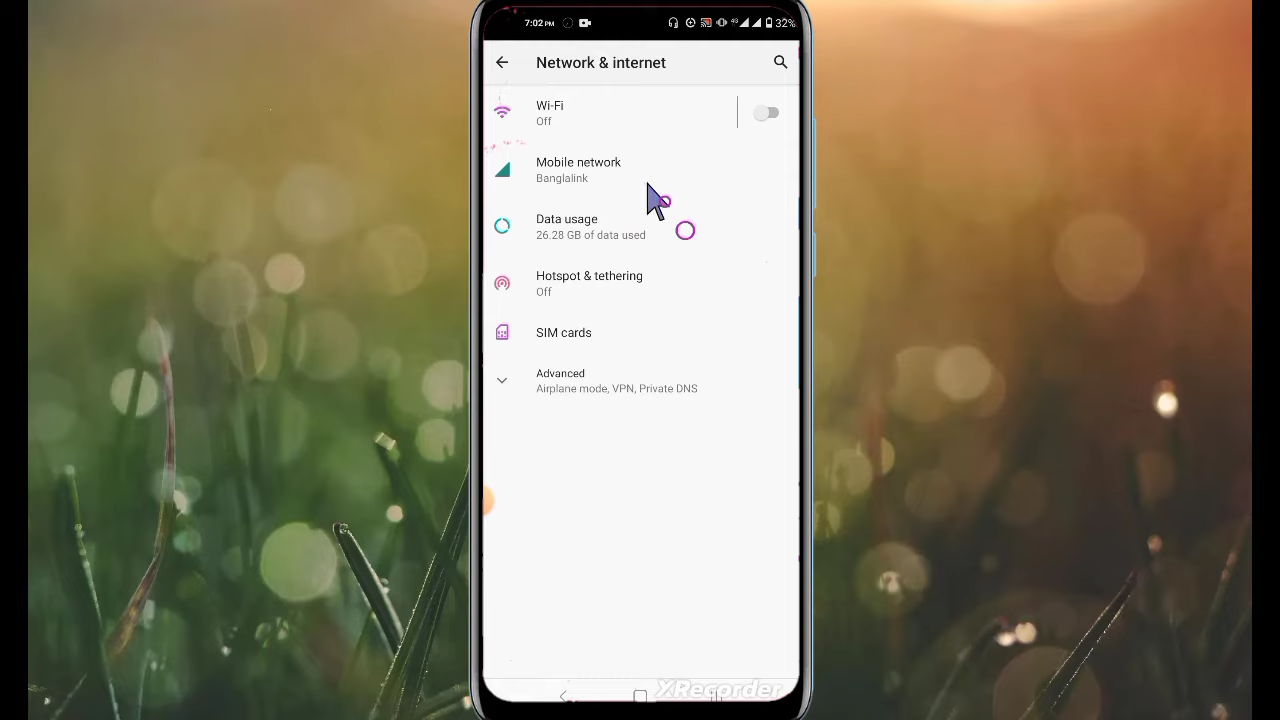 7:02 PM 4G 32%
Network & internet
Wi-Fi
Off
Mobile network
Banglalink
Data usage
26.28 GB of data used
Hotspot & tethering
Off
SIM cards
Advanced
Airplane mode, VPN, Private DNS
XRecorder